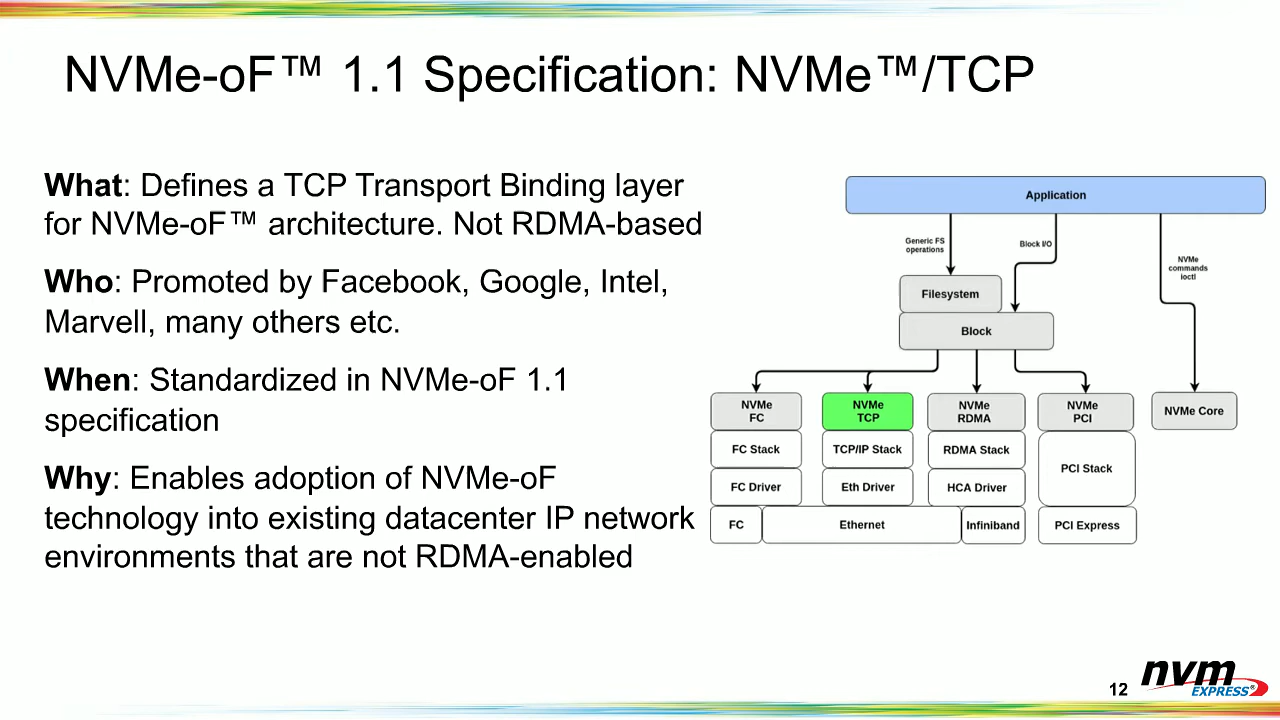 NVMe-oF™ 1.1 Specification: NVMe™/TCP
What: Defines a TCP Transport Binding layer
for NVMe-oF™ architecture. Not RDMA-based
Who: Promoted by Facebook, Google, Intel,
Marvell, many others etc.
When: Standardized in NVMe-oF 1.1
specification
Why: Enables adoption of NVMe-oF
technology into existing datacenter IP network
environments that are not RDMA-enabled
Application
Generic FS
operations
Block I/O
NVMe
commands
ioctl
Filesystem
Block
NVMe
FC
NVMe
TCP
NVMe
RDMA
NVMe
PCI
NVMe Core
FC Stack
TCP/IP Stack
RDMA Stack
PCI Stack
FC Driver
Eth Driver
HCA Driver
FC
Ethernet
Infiniband
PCI Express
12
nvm
EXPRESS®